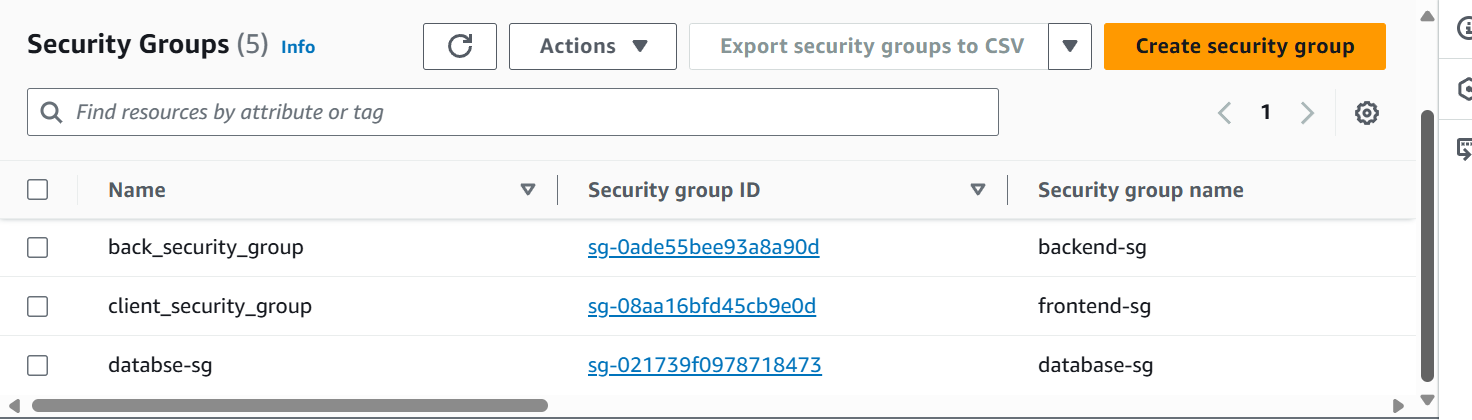 Security Groups (5) Info
Actions
Export security groups to CSV
Create security group
Find resources by attribute or tag
1
Name Security group ID Security group name
back_security_group sg-0ade55bee93a8a90d backend-sg
client_security_group sg-08aa16bfd45cb9e0d frontend-sg
databse-sg sg-021739f0978718473 database-sg